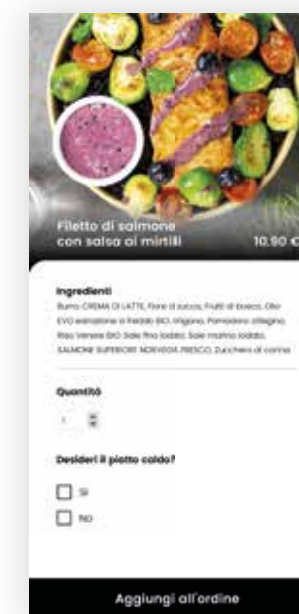 Filetto di salmone
con salsa ai mirtilli 10.90 €
Ingredienti
Burro, CREMA DI LATTE, Fiore di zucca, Frutti di bosco, Olio
EVO estrazione a freddo BIO, Origano, Pomodoro ciliegino,
Riso Venere BIO, Sale fino iodato, Sale marino iodato,
SALMONE SUPERIORE NORVEGIA FRESCO, Zucchero di canna
Quantità
1
Desideri il piatto caldo?
Si
No
Aggiungi all'ordine